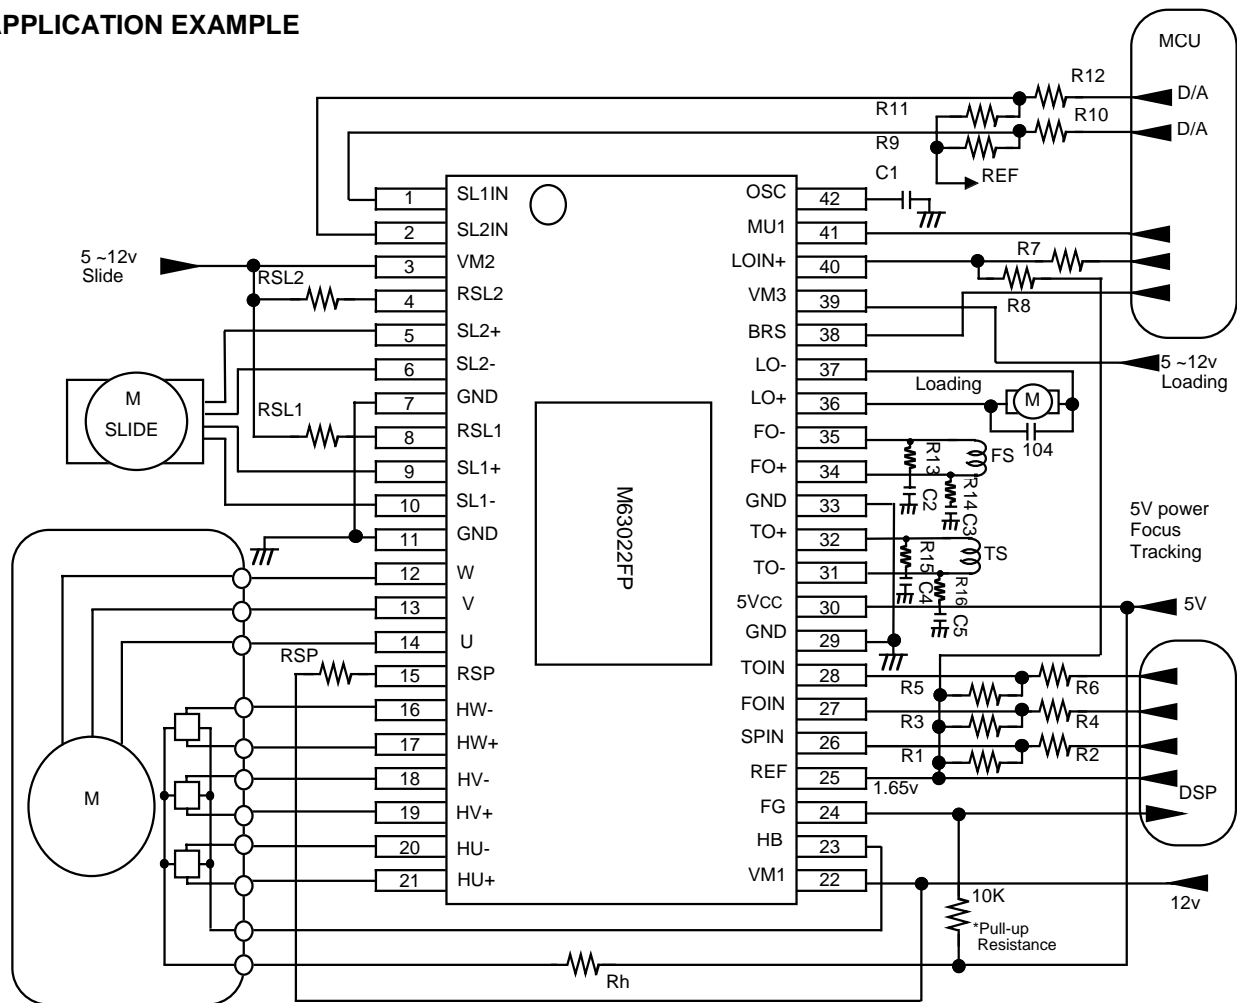 APPLICATION EXAMPLE
MCU
R12
D/A
R11
R10
D/A
R9
C1
REF
1 SL1IN
2 SL2IN
3 VM2
4 RSL2
5 SL2+
6 SL2-
7 GND
8 RSL1
9 SL1+
10 SL1-
11 GND
12 W
13 V
14 U
15 RSP
16 HW-
17 HW+
18 HV-
19 HV+
20 HU-
21 HU+
M63022FP
OSC 42
MU1 41
LOIN+ 40
VM3 39
BRS 38
LO- 37
LO+ 36
FO- 35
FO+ 34
GND 33
TO+ 32
TO- 31
5VCC 30
GND 29
TOIN 28
FOIN 27
SPIN 26
REF 25
FG 24
HB 23
VM1 22
5 ~12v
Slide
RSL2
M
SLIDE
RSL1
RSP
M
Rh
R7
R8
5 ~12v
Loading
Loading
M
104
FS
R13
C2
R14
C3
TS
R15
C4
R16
C5
5V power
Focus
Tracking
5V
R5
R6
R3
R4
R1
R2
1.65v
DSP
12v
10K
*Pull-up
Resistance